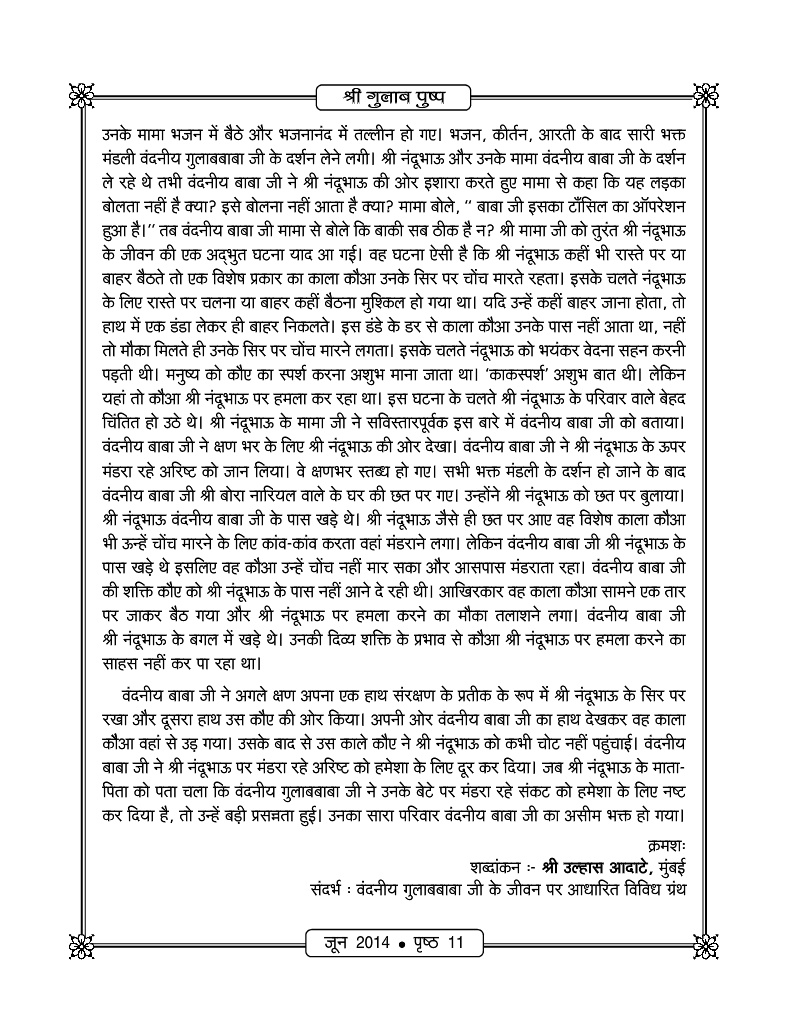 श्री गुलाब पुष्प
उनके मामा भजन में बैठे और भजनानंद में तल्लीन हो गए। भजन, कीर्तन, आरती के बाद सारी भक्त
मंडली वंदनीय गुलाबबाबा जी के दर्शन लेने लगी। श्री नंदूभाऊ और उनके मामा वंदनीय बाबा जी के दर्शन
ले रहे थे तभी वंदनीय बाबा जी ने श्री नंदूभाऊ की ओर इशारा करते हुए मामा से कहा कि यह लड़का
बोलता नहीं है क्या? इसे बोलना नहीं आता है क्या? मामा बोले, “ बाबा जी इसका टॉंसिल का ऑपरेशन
हुआ है।” तब वंदनीय बाबा जी मामा से बोले कि बाकी सब ठीक है न? श्री मामा जी को तुरंत श्री नंदूभाऊ
के जीवन की एक अद्‌भुत घटना याद आ गई। वह घटना ऐसी है कि श्री नंदूभाऊ कहीं भी रास्ते पर या
बाहर बैठते तो एक विशेष प्रकार का काला कौआ उनके सिर पर चोंच मारते रहता। इसके चलते नंदूभाऊ
के लिए रास्ते पर चलना या बाहर कहीं बैठना मुश्किल हो गया था। यदि उन्हें कहीं बाहर जाना होता, तो
हाथ में एक डंडा लेकर ही बाहर निकलते। इस डंडे के डर से काला कौआ उनके पास नहीं आता था, नहीं
तो मौका मिलते ही उनके सिर पर चोंच मारने लगता। इसके चलते नंदूभाऊ को भयंकर वेदना सहन करनी
पड़ती थी। मनुष्य को कौए का स्पर्श करना अशुभ माना जाता था। ‘काकस्पर्श’ अशुभ बात थी। लेकिन
यहां तो कौआ श्री नंदूभाऊ पर हमला कर रहा था। इस घटना के चलते श्री नंदूभाऊ के परिवार वाले बेहद
चिंतित हो उठे थे। श्री नंदूभाऊ के मामा जी ने सविस्तारपूर्वक इस बारे में वंदनीय बाबा जी को बताया।
वंदनीय बाबा जी ने क्षण भर के लिए श्री नंदूभाऊ की ओर देखा। वंदनीय बाबा जी ने श्री नंदूभाऊ के ऊपर
मंडरा रहे अरिष्ट को जान लिया। वे क्षणभर स्तब्ध हो गए। सभी भक्त मंडली के दर्शन हो जाने के बाद
वंदनीय बाबा जी श्री बोरा नारियल वाले के घर की छत पर गए। उन्होंने श्री नंदूभाऊ को छत पर बुलाया।
श्री नंदूभाऊ वंदनीय बाबा जी के पास खड़े थे। श्री नंदूभाऊ जैसे ही छत पर आए वह विशेष काला कौआ
भी ऊन्हें चोंच मारने के लिए कांव-कांव करता वहां मंडराने लगा। लेकिन वंदनीय बाबा जी श्री नंदूभाऊ के
पास खड़े थे इसलिए वह कौआ उन्हें चोंच नहीं मार सका और आसपास मंडराता रहा। वंदनीय बाबा जी
की शक्ति कौए को श्री नंदूभाऊ के पास नहीं आने दे रही थी। आखिरकार वह काला कौआ सामने एक तार
पर जाकर बैठ गया और श्री नंदूभाऊ पर हमला करने का मौका तलाशने लगा। वंदनीय बाबा जी
श्री नंदूभाऊ के बगल में खड़े थे। उनकी दिव्य शक्ति के प्रभाव से कौआ श्री नंदूभाऊ पर हमला करने का
साहस नहीं कर पा रहा था।
वंदनीय बाबा जी ने अगले क्षण अपना एक हाथ संरक्षण के प्रतीक के रूप में श्री नंदूभाऊ के सिर पर
रखा और दूसरा हाथ उस कौए की ओर किया। अपनी ओर वंदनीय बाबा जी का हाथ देखकर वह काला
कौआ वहां से उड़ गया। उसके बाद से उस काले कौए ने श्री नंदूभाऊ को कभी चोट नहीं पहुंचाई। वंदनीय
बाबा जी ने श्री नंदूभाऊ पर मंडरा रहे अरिष्ट को हमेशा के लिए दूर कर दिया। जब श्री नंदूभाऊ के माता-
पिता को पता चला कि वंदनीय गुलाबबाबा जी ने उनके बेटे पर मंडरा रहे संकट को हमेशा के लिए नष्ट
कर दिया है, तो उन्हें बड़ी प्रसन्नता हुई। उनका सारा परिवार वंदनीय बाबा जी का असीम भक्त हो गया।
क्रमशः
शब्दांकन :- श्री उल्हास आदाटे, मुंबई
संदर्भ : वंदनीय गुलाबबाबा जी के जीवन पर आधारित विविध ग्रंथ
जून 2014 ● पृष्ठ 11